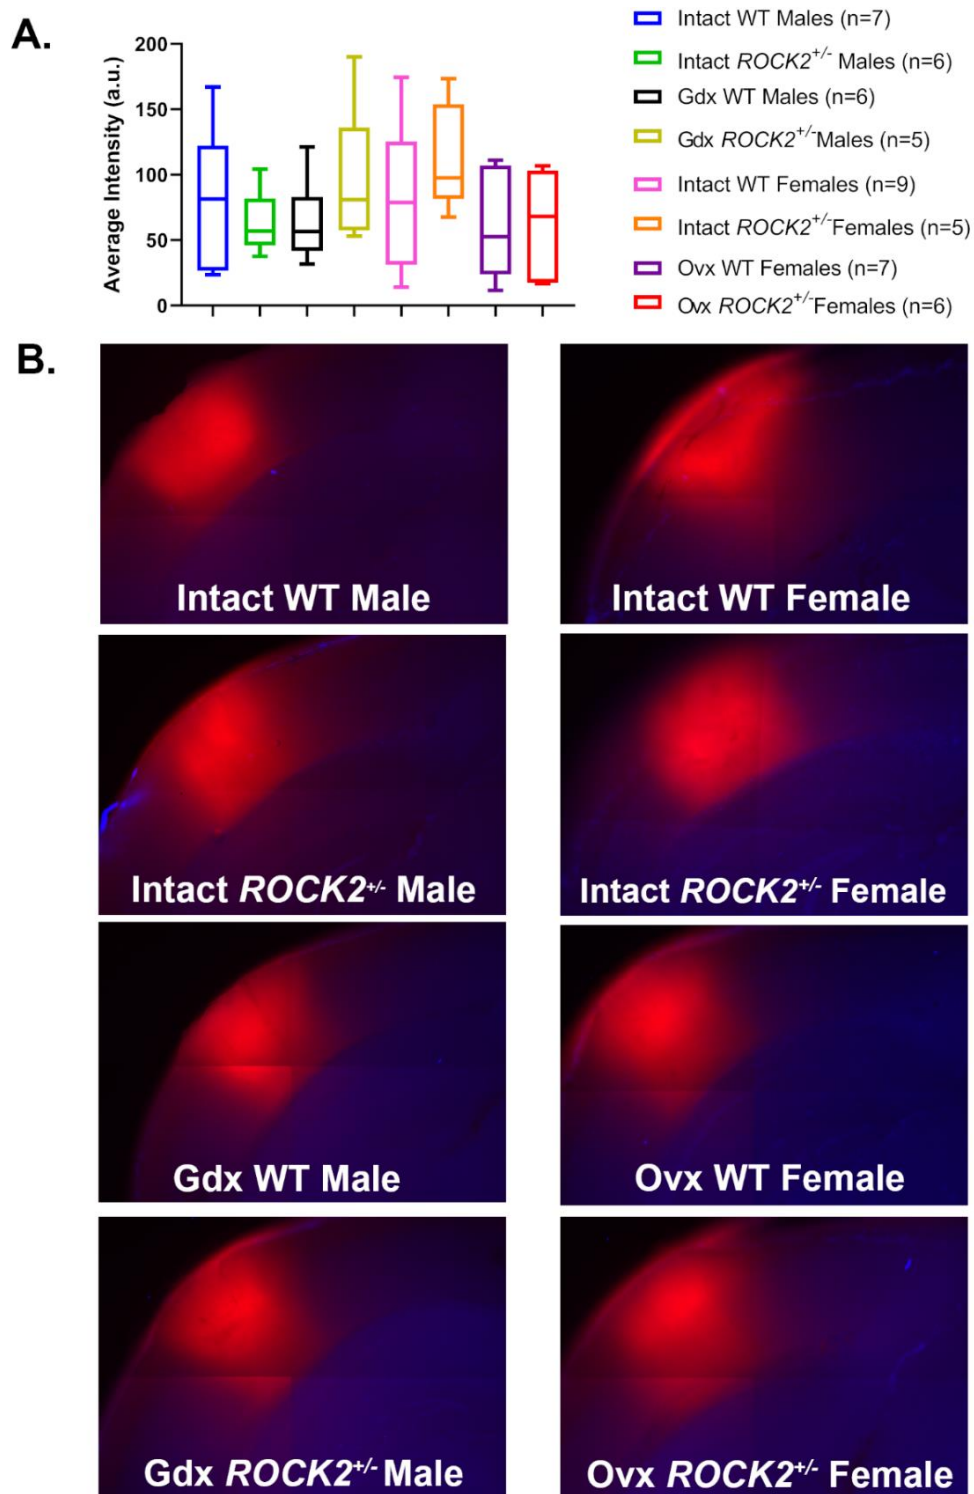 A.
Average Intensity (a.u.)
200
150
100
50
0
Intact WT Males (n=7)
Intact ROCK2+/- Males (n=6)
Gdx WT Males (n=6)
Gdx ROCK2+/-Males (n=5)
Intact WT Females (n=9)
Intact ROCK2+/-Females (n=5)
Ovx WT Females (n=7)
Ovx ROCK2+/-Females (n=6)
B.
Intact WT Male
Intact WT Female
Intact ROCK2+/- Male
Intact ROCK2+/- Female
Gdx WT Male
Ovx WT Female
Gdx ROCK2+/- Male
Ovx ROCK2+/- Female